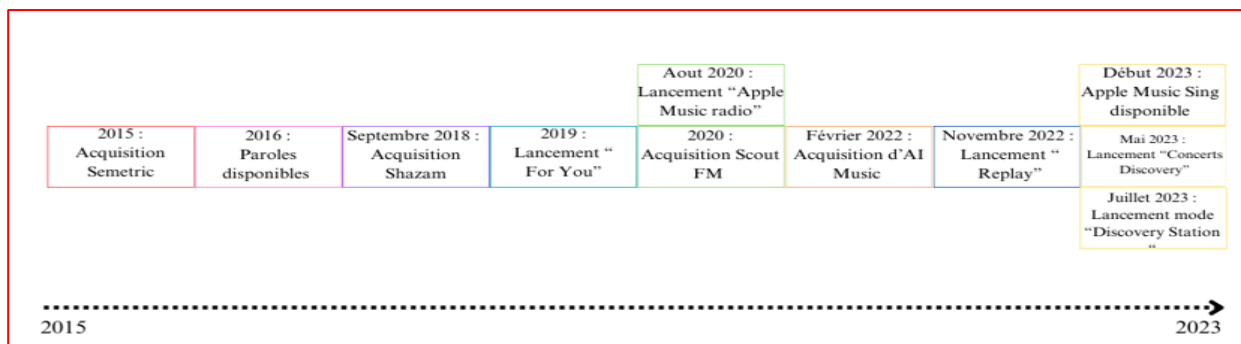 Aout 2020 :
Lancement “Apple
Music radio”
Début 2023 :
Apple Music Sing
disponible
2015 :
Acquisition
Semetric
2016 :
Paroles
disponibles
Septembre 2018 :
Acquisition
Shazam
2019 :
Lancement “
For You”
2020 :
Acquisition Scout
FM
Février 2022 :
Acquisition d’AI
Music
Novembre 2022 :
Lancement “
Replay”
Mai 2023 :
Lancement “Concerts
Discovery”
Juillet 2023 :
Lancement mode
“Discovery Station
“
2015
2023